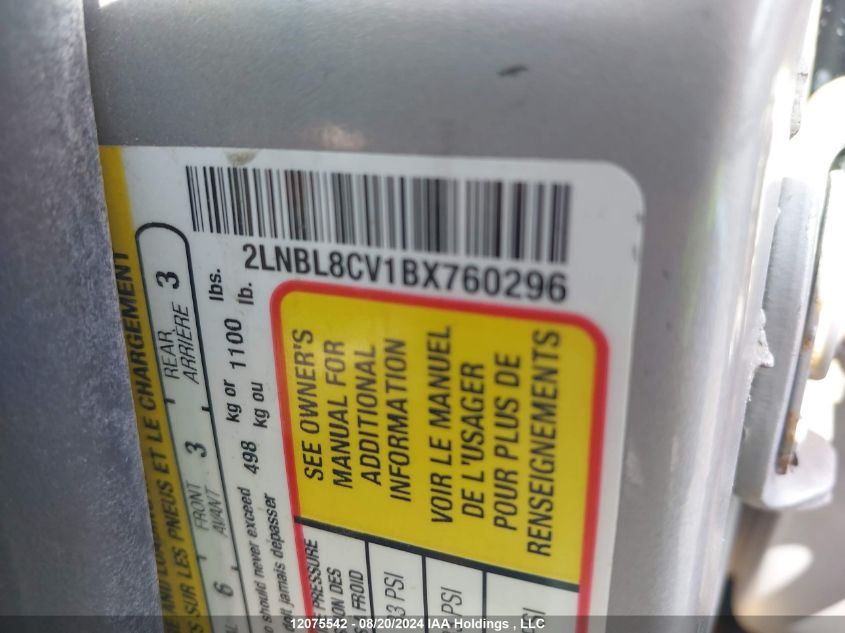 2LNBL8CV1BX760296
ET LE CHARGEMENT
SUR LES PNEUS
6
FRONT
AVANT 3
REAR
ARRIÈRE 3
should never exceed 498 kg or 1100 lbs.
jamais dépasser kg ou lb.
SEE OWNER'S
MANUAL FOR
ADDITIONAL
INFORMATION
VOIR LE MANUEL
DE L'USAGER
POUR PLUS DE
RENSEIGNEMENTS
PRESSURE
DES
FROID
PSI
PSI
12075542 - 08/20/2024 IAA Holdings, LLC